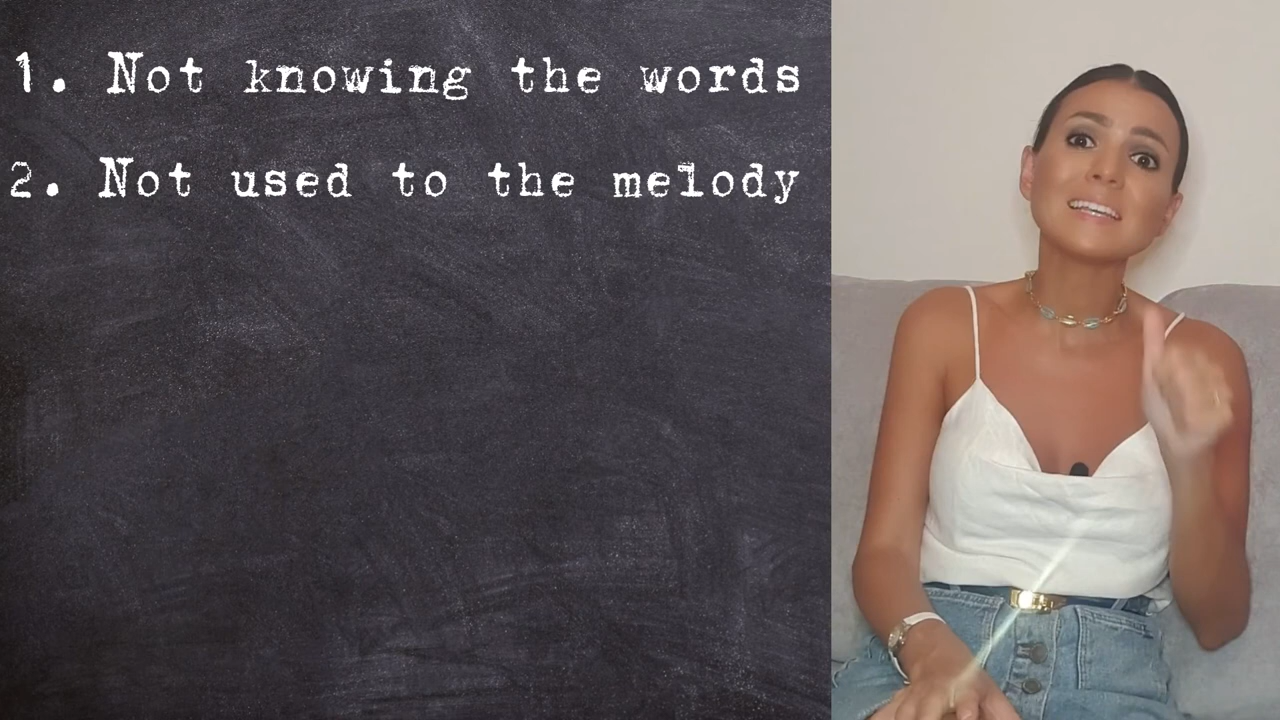 1. Not knowing the words
2. Not used to the melody